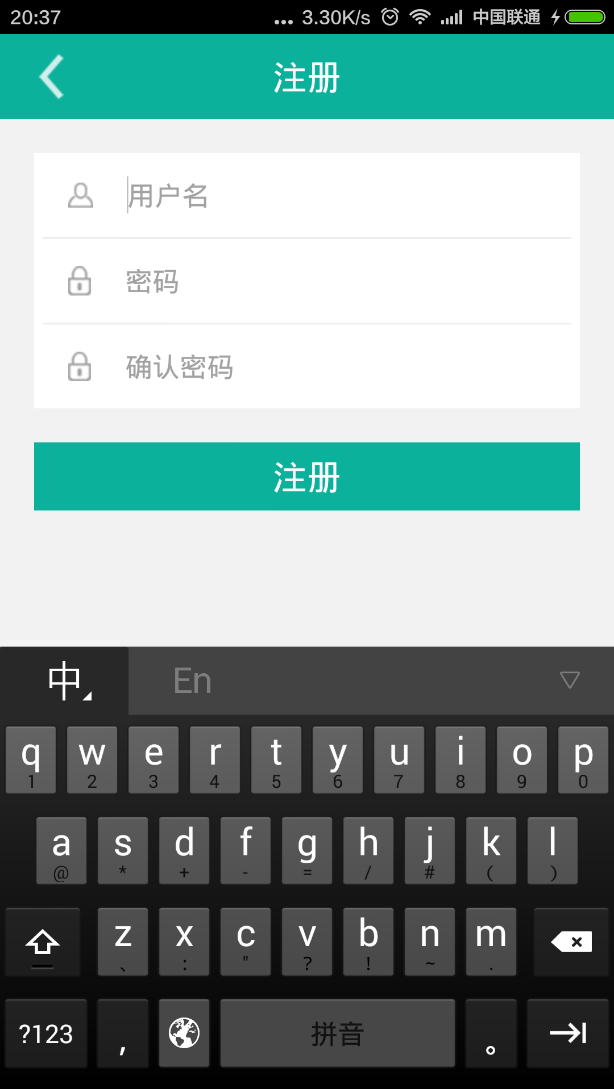 20:37 ... 3.30K/s 中国联通
注册
用户名
密码
确认密码
注册
中 En
q w e r t y u i o p
1 2 3 4 5 6 7 8 9 0
a s d f g h j k l
@ * + - = / # ( )
z x c v b n m
、 : " ? ! ~ .
?123 , 拼音 。